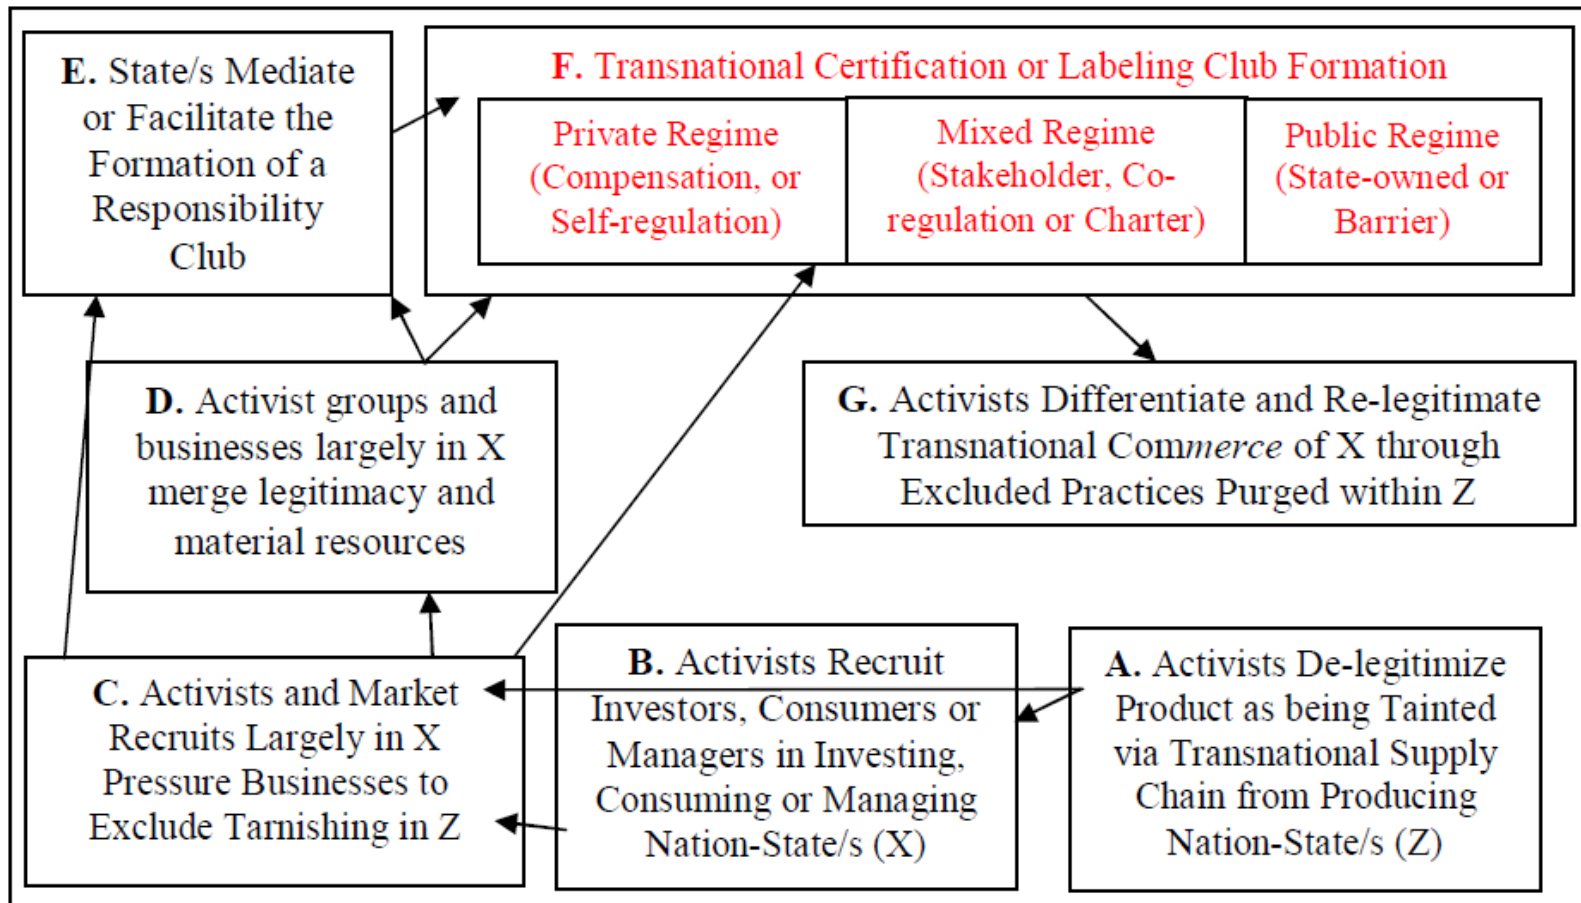 E. State/s Mediate
or Facilitate the
Formation of a
Responsibility
Club
F. Transnational Certification or Labeling Club Formation
Private Regime
(Compensation, or
Self-regulation)
Mixed Regime
(Stakeholder, Co-
regulation or Charter)
Public Regime
(State-owned or
Barrier)
D. Activist groups and
businesses largely in X
merge legitimacy and
material resources
G. Activists Differentiate and Re-legitimate
Transnational Commerce of X through
Excluded Practices Purged within Z
C. Activists and Market
Recruits Largely in X
Pressure Businesses to
Exclude Tarnishing in Z
B. Activists Recruit
Investors, Consumers or
Managers in Investing,
Consuming or Managing
Nation-State/s (X)
A. Activists De-legitimize
Product as being Tainted
via Transnational Supply
Chain from Producing
Nation-State/s (Z)